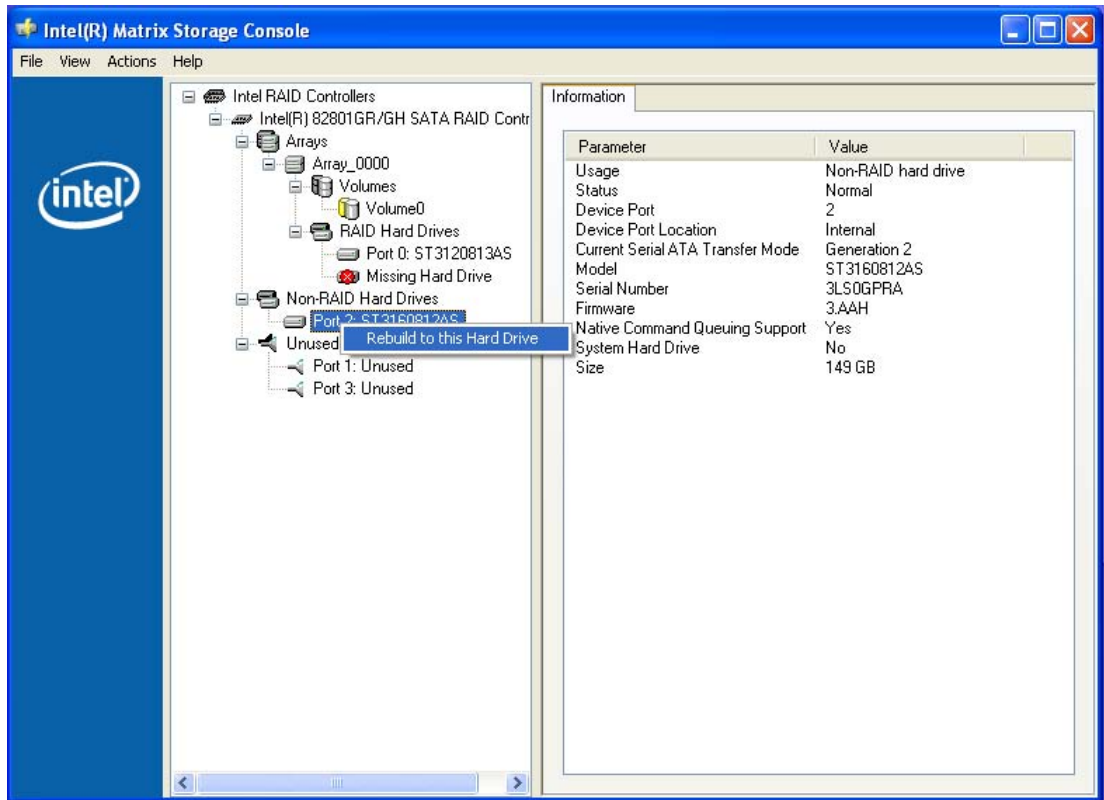 Intel(R) Matrix Storage Console
File View Actions Help
intel
Intel RAID Controllers
Intel(R) 82801GR/GH SATA RAID Contr
Arrays
Array_0000
Volumes
Volume0
RAID Hard Drives
Port 0: ST3120813AS
Missing Hard Drive
Non-RAID Hard Drives
Port 2: ST3160812AS
Rebuild to this Hard Drive
Unused
Port 1: Unused
Port 3: Unused
Information
Parameter Value
Usage Non-RAID hard drive
Status Normal
Device Port 2
Device Port Location Internal
Current Serial ATA Transfer Mode Generation 2
Model ST3160812AS
Serial Number 3LS0GPRA
Firmware 3.AAH
Native Command Queuing Support Yes
System Hard Drive No
Size 149 GB